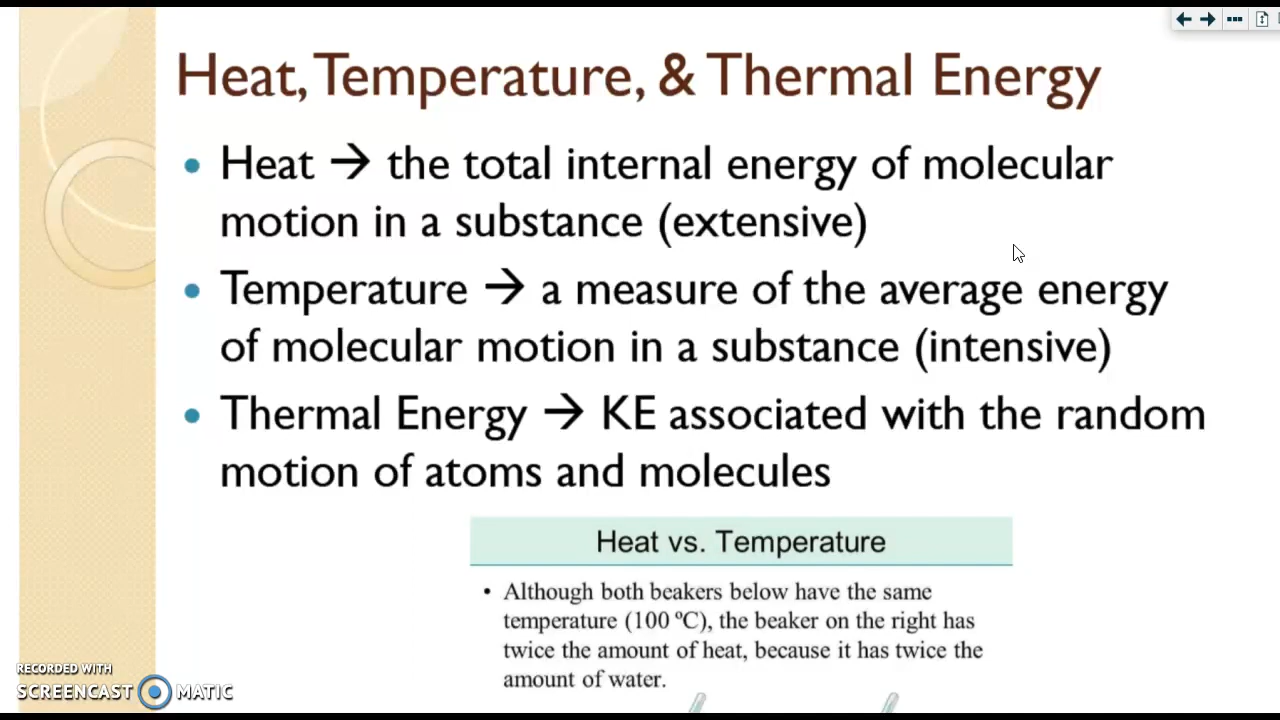 Heat, Temperature, & Thermal Energy
• Heat → the total internal energy of molecular
motion in a substance (extensive)
• Temperature → a measure of the average energy
of molecular motion in a substance (intensive)
• Thermal Energy → KE associated with the random
motion of atoms and molecules
Heat vs. Temperature
• Although both beakers below have the same
temperature (100 ºC), the beaker on the right has
twice the amount of heat, because it has twice the
amount of water.
RECORDED WITH
SCREENCAST MATIC